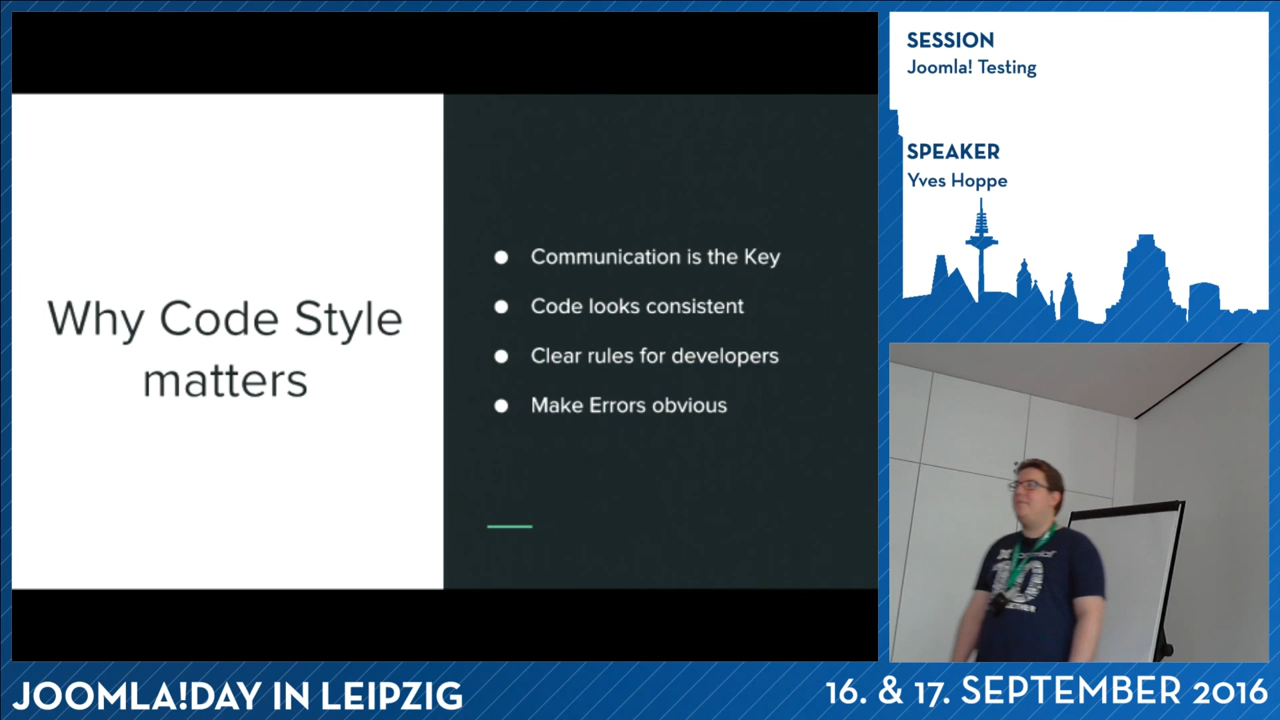 Why Code Style
matters
● Communication is the Key
● Code looks consistent
● Clear rules for developers
● Make Errors obvious
SESSION
Joomla! Testing
SPEAKER
Yves Hoppe
JOOMLA!DAY IN LEIPZIG
16. & 17. SEPTEMBER 2016